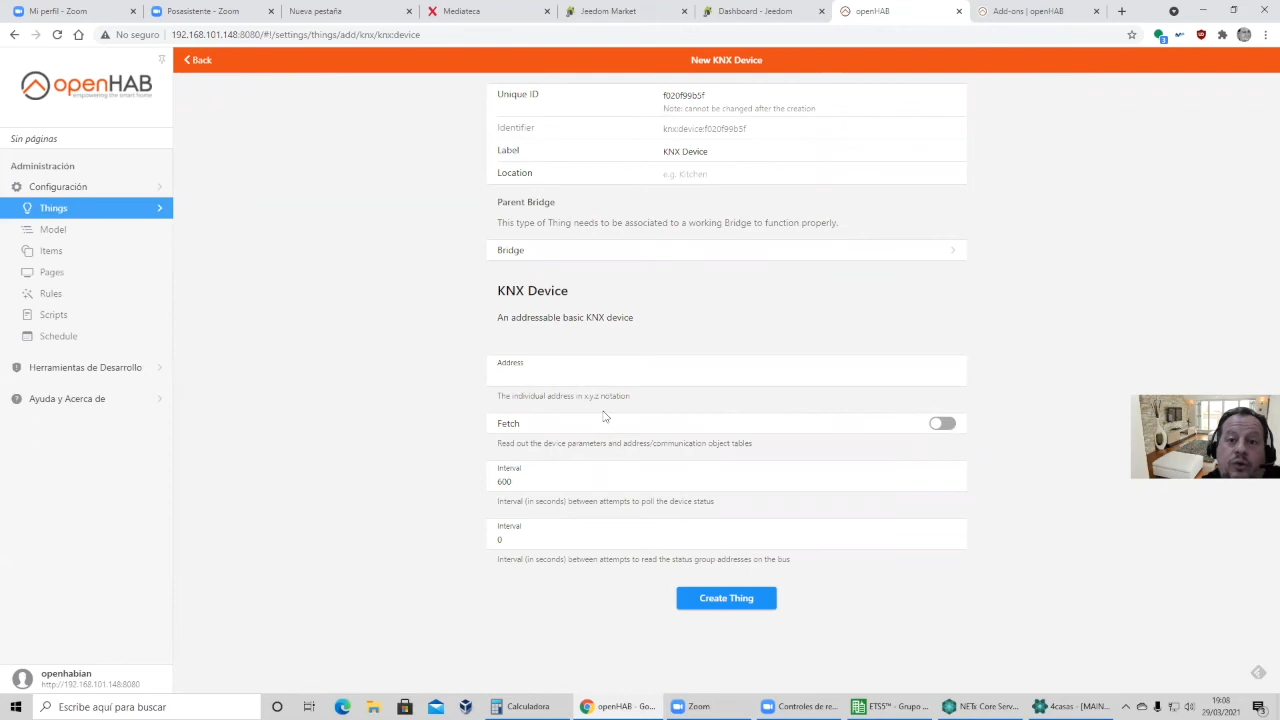 Mi perfil - Zoom
Posasistente - Zoom
Nueva pestaña
Mediateca
Jeedom Market
Dashboard - Jeedom
openHAB
Add-ons | openHAB
No seguro
192.168.101.148:8080/#!/settings/things/add/knx/knx:device
openHAB
empowering the smart home
Back
New KNX Device
Sin páginas
Administración
Configuración
Things
Model
Items
Pages
Rules
Scripts
Schedule
Herramientas de Desarrollo
Ayuda y Acerca de
Unique ID
f020f99b5f
Note: cannot be changed after the creation
Identifier
knx:device:f020f99b5f
Label
KNX Device
Location
e.g. Kitchen
Parent Bridge
This type of Thing needs to be associated to a working Bridge to function properly.
Bridge
KNX Device
An addressable basic KNX device
Address
The individual address in x.y.z notation
Fetch
Read out the device parameters and address/communication object tables
Interval
600
Interval (in seconds) between attempts to poll the device status
Interval
0
Interval (in seconds) between attempts to read the status group addresses on the bus
Create Thing
openhabian
http://192.168.101.148:8080
Escribe aquí para buscar
Calculadora
openHAB - Go...
Zoom
Controles de re...
ETS5™ - Grupo ...
NETx Core Serv...
4casas - [MAIN...
19:08
29/03/2021